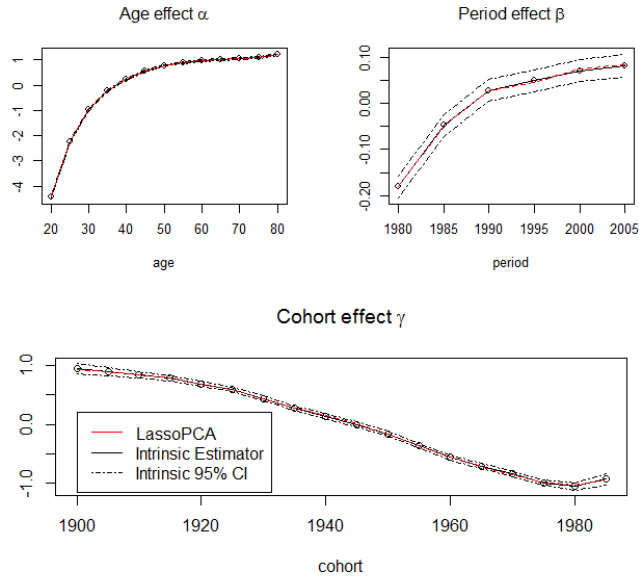 Age effect α
1
0
-1
-2
-3
-4
20 30 40 50 60 70 80
age
Period effect β
0.10
0.00
-0.10
-0.20
1980 1985 1990 1995 2000 2005
period
Cohort effect γ
1.0
0.0
-1.0
LassoPCA
Intrinsic Estimator
Intrinsic 95% CI
1900 1920 1940 1960 1980
cohort